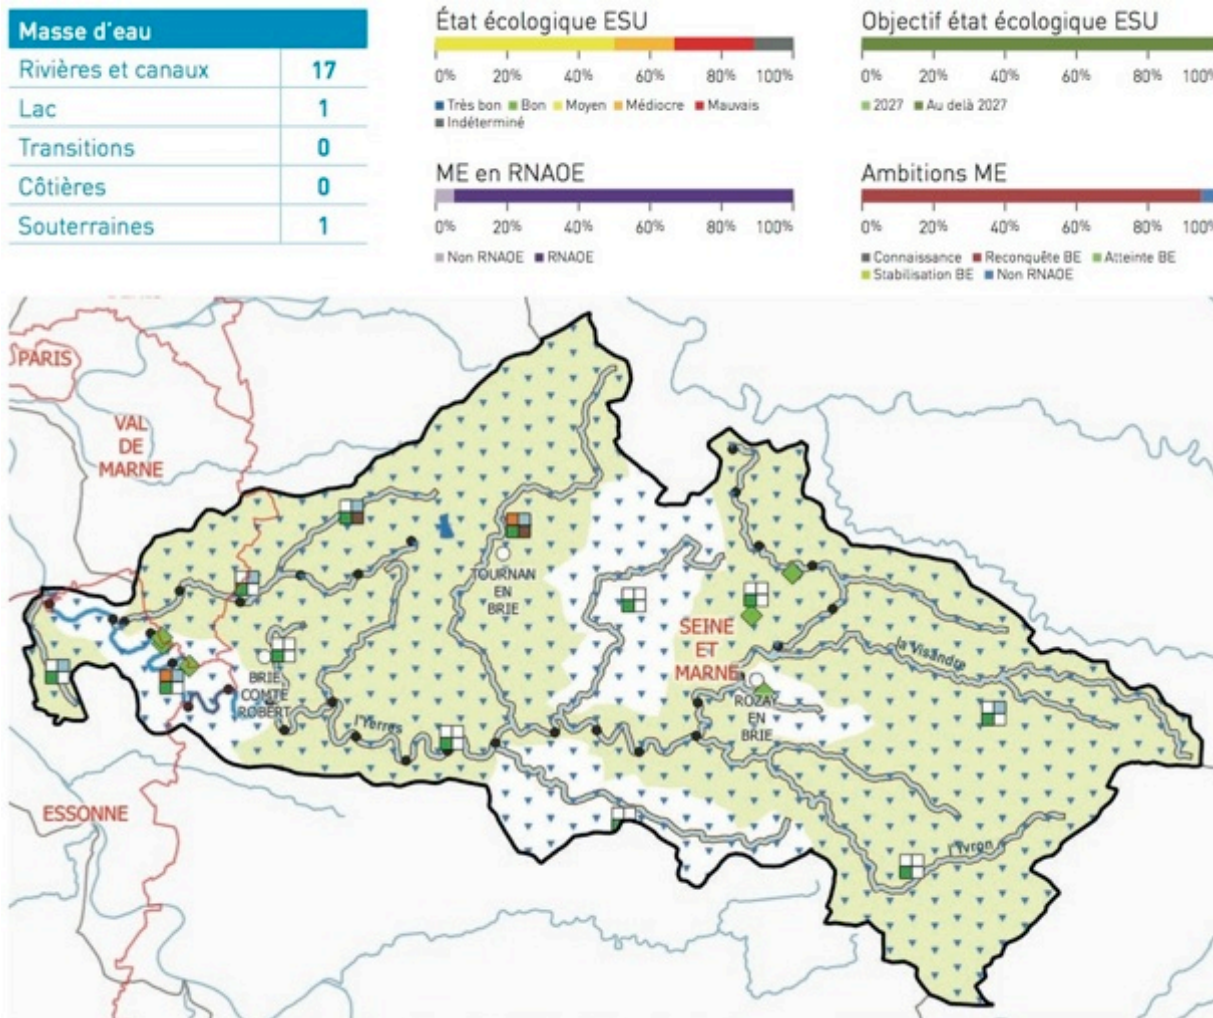 Masse d'eau
Rivières et canaux 17
Lac 1
Transitions 0
Côtières 0
Souterraines 1
État écologique ESU
0% 20% 40% 60% 80% 100%
Très bon Bon Moyen Médiocre Mauvais
Indéterminé
Objectif état écologique ESU
0% 20% 40% 60% 80% 100%
2027 Au delà 2027
ME en RNAOE
0% 20% 40% 60% 80% 100%
Non RNAOE RNAOE
Ambitions ME
0% 20% 40% 60% 80% 100%
Connaissance Reconquête BE Atteinte BE
Stabilisation BE Non RNAOE
PARIS
VAL
DE
MARNE
TOURNAN
EN
BRIE
SEINE
ET
MARNE
la Visandre
BRIE
COMTE
ROBERT
l'Yerres
ROZAY
EN
BRIE
ESSONNE
l'Yvron